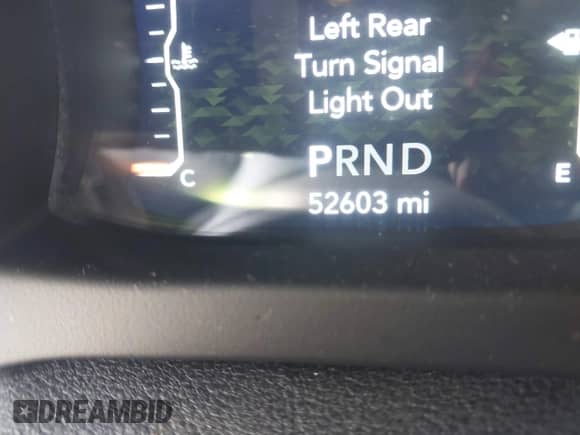 Left Rear
Turn Signal
Light Out
PRND
52603 mi
C
E
DREAMBID